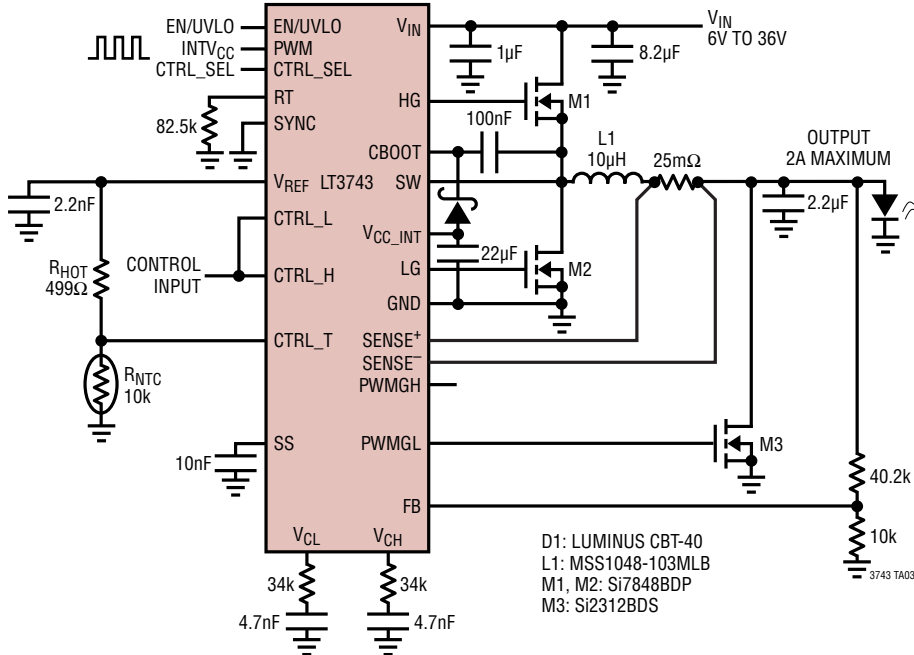 EN/UVLO
INTVCC
CTRL_SEL
82.5k
2.2nF
RHOT
499Ω
CONTROL
INPUT
RNTC
10k
10nF
EN/UVLO
PWM
CTRL_SEL
RT
SYNC
VREF LT3743
CTRL_L
CTRL_H
CTRL_T
SS
VCL
VCH
VIN
HG
CBOOT
SW
VCC_INT
LG
GND
SENSE+
SENSE–
PWMGH
PWMGL
FB
34k
4.7nF
34k
4.7nF
1µF
8.2µF
VIN
6V TO 36V
M1
100nF
L1
10µH
25mΩ
OUTPUT
2A MAXIMUM
2.2µF
22µF
M2
M3
40.2k
10k
D1: LUMINUS CBT-40
L1: MSS1048-103MLB
M1, M2: Si7848BDP
M3: Si2312BDS
3743 TA03